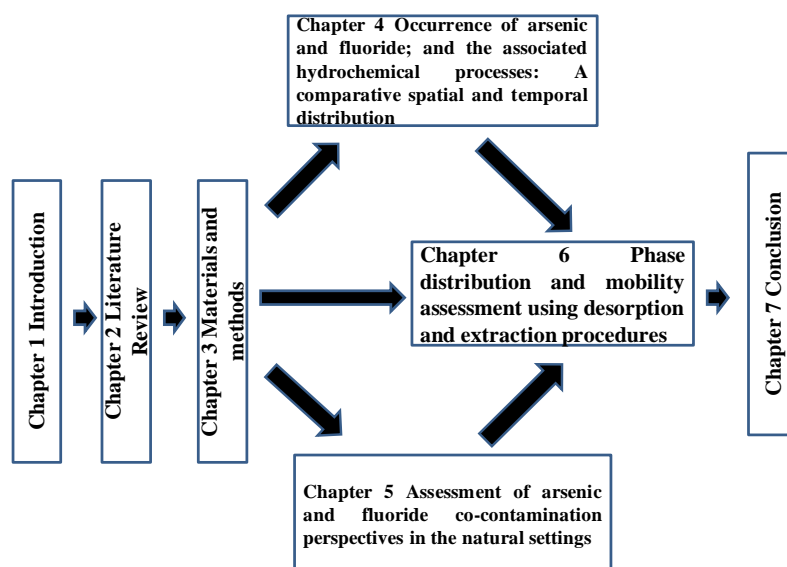 Chapter 1 Introduction
Chapter 2 Literature
Review
Chapter 3 Materials and
methods
Chapter 4 Occurrence of arsenic
and fluoride; and the associated
hydrochemical processes: A
comparative spatial and temporal
distribution
Chapter 5 Assessment of arsenic
and fluoride co-contamination
perspectives in the natural settings
Chapter 6 Phase
distribution and mobility
assessment using desorption
and extraction procedures
Chapter 7 Conclusion